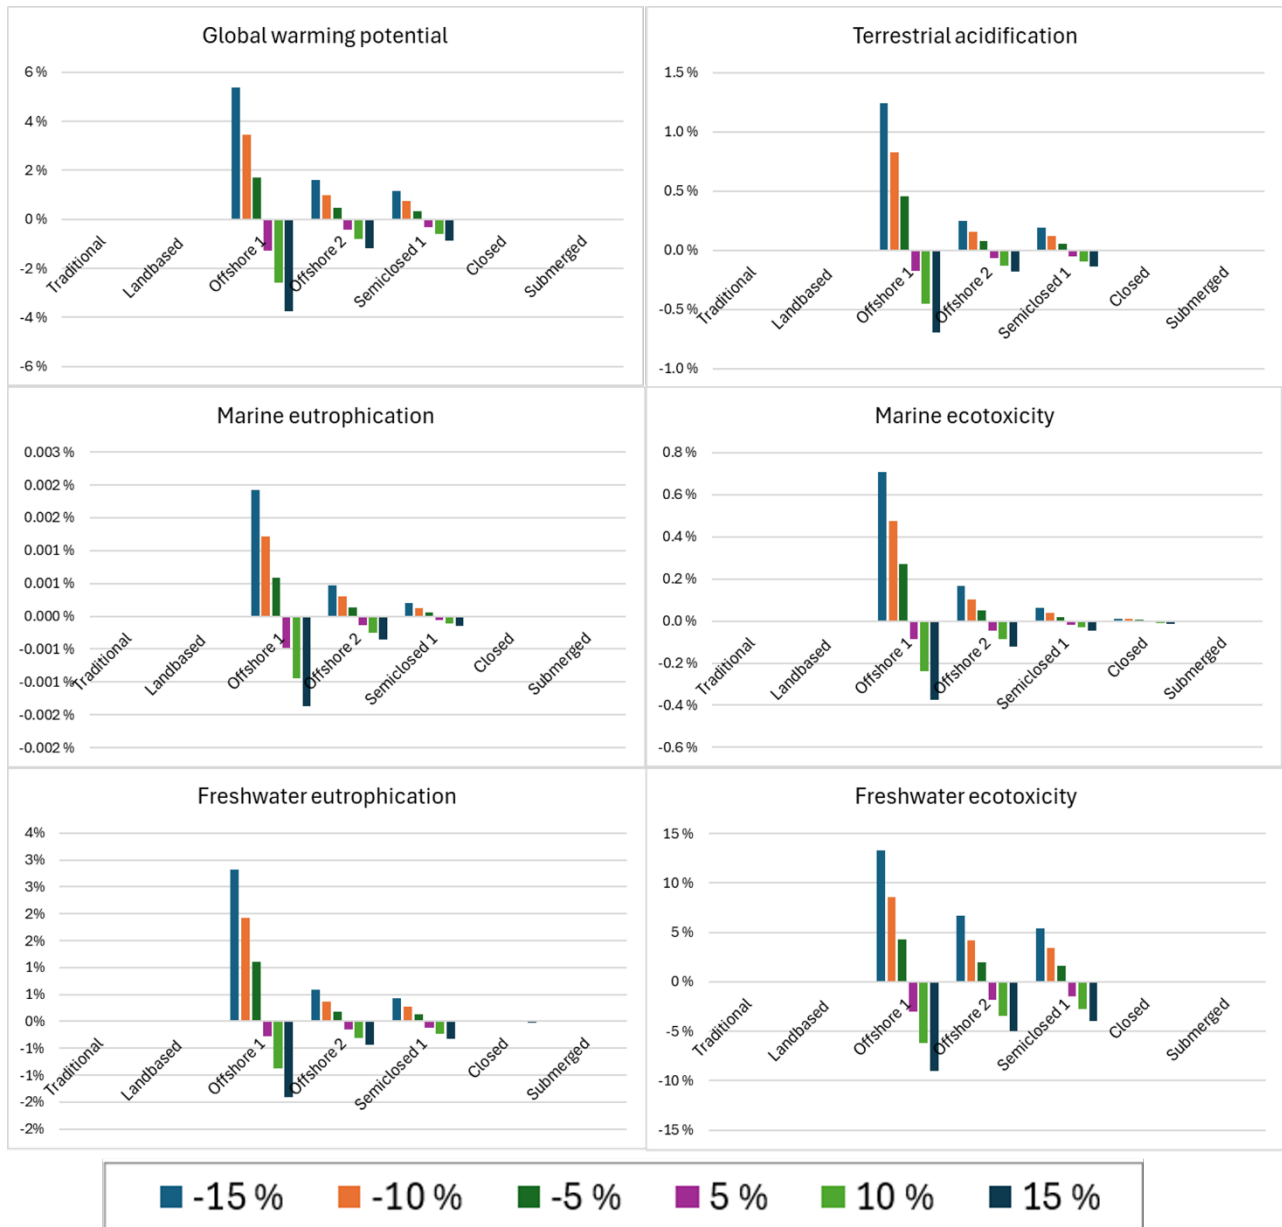 Global warming potential
6 %
4 %
2 %
0 %
-2 %
-4 %
-6 %
Traditional
Landbased
Offshore 1
Offshore 2
Semiclosed 1
Closed
Submerged
Terrestrial acidification
1.5 %
1.0 %
0.5 %
0.0 %
-0.5 %
-1.0 %
Traditional
Landbased
Offshore 1
Offshore 2
Semiclosed 1
Closed
Submerged
Marine eutrophication
0.003 %
0.002 %
0.002 %
0.001 %
0.001 %
0.000 %
-0.001 %
-0.001 %
-0.002 %
-0.002 %
Traditional
Landbased
Offshore 1
Offshore 2
Semiclosed 1
Closed
Submerged
Marine ecotoxicity
0.8 %
0.6 %
0.4 %
0.2 %
0.0 %
-0.2 %
-0.4 %
-0.6 %
Traditional
Landbased
Offshore 1
Offshore 2
Semiclosed 1
Closed
Submerged
Freshwater eutrophication
4%
3%
3%
2%
2%
1%
1%
0%
-1%
-1%
-2%
-2%
Traditional
Landbased
Offshore 1
Offshore 2
Semiclosed 1
Closed
Submerged
Freshwater ecotoxicity
15 %
10 %
5 %
0 %
-5 %
-10 %
-15 %
Traditional
Landbased
Offshore 1
Offshore 2
Semiclosed 1
Closed
Submerged
-15 % -10 % -5 % 5 % 10 % 15 %